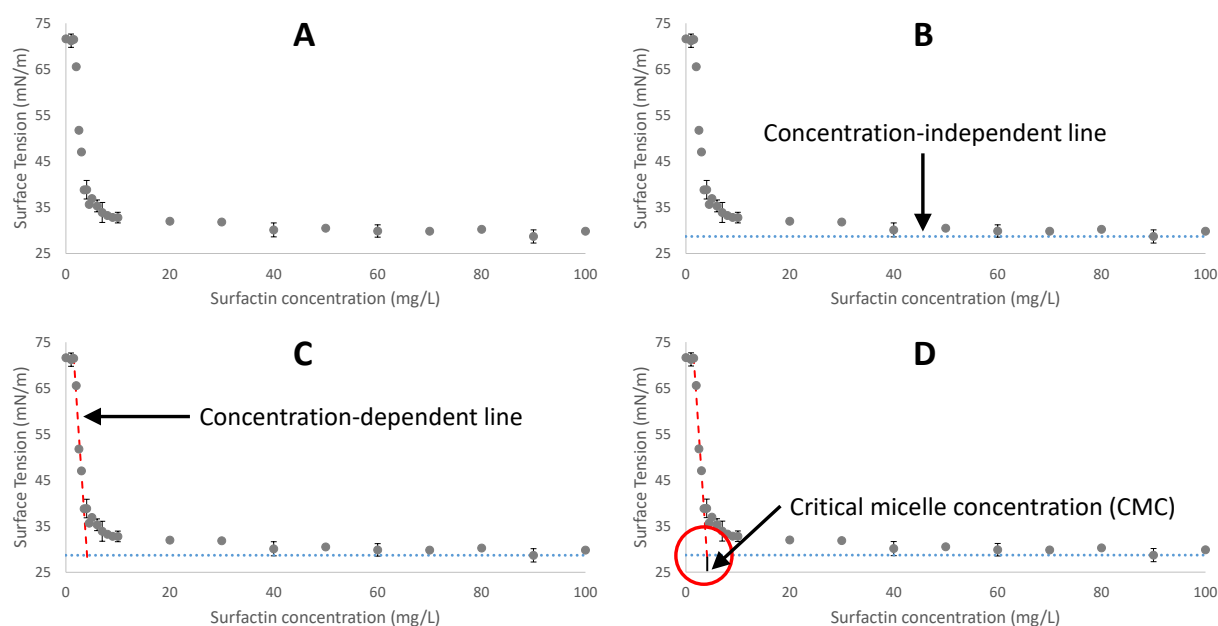 A
75
65
55
45
35
25
Surface Tension (mN/m)
0 20 40 60 80 100
Surfactin concentration (mg/L)
B
75
65
55
45
35
25
Surface Tension (mN/m)
Concentration-independent line
0 20 40 60 80 100
Surfactin concentration (mg/L)
C
75
65
55
45
35
25
Surface Tension (mN/m)
Concentration-dependent line
0 20 40 60 80 100
Surfactin concentration (mg/L)
D
75
65
55
45
35
25
Surface Tension (mN/m)
Critical micelle concentration (CMC)
0 20 40 60 80 100
Surfactin concentration (mg/L)